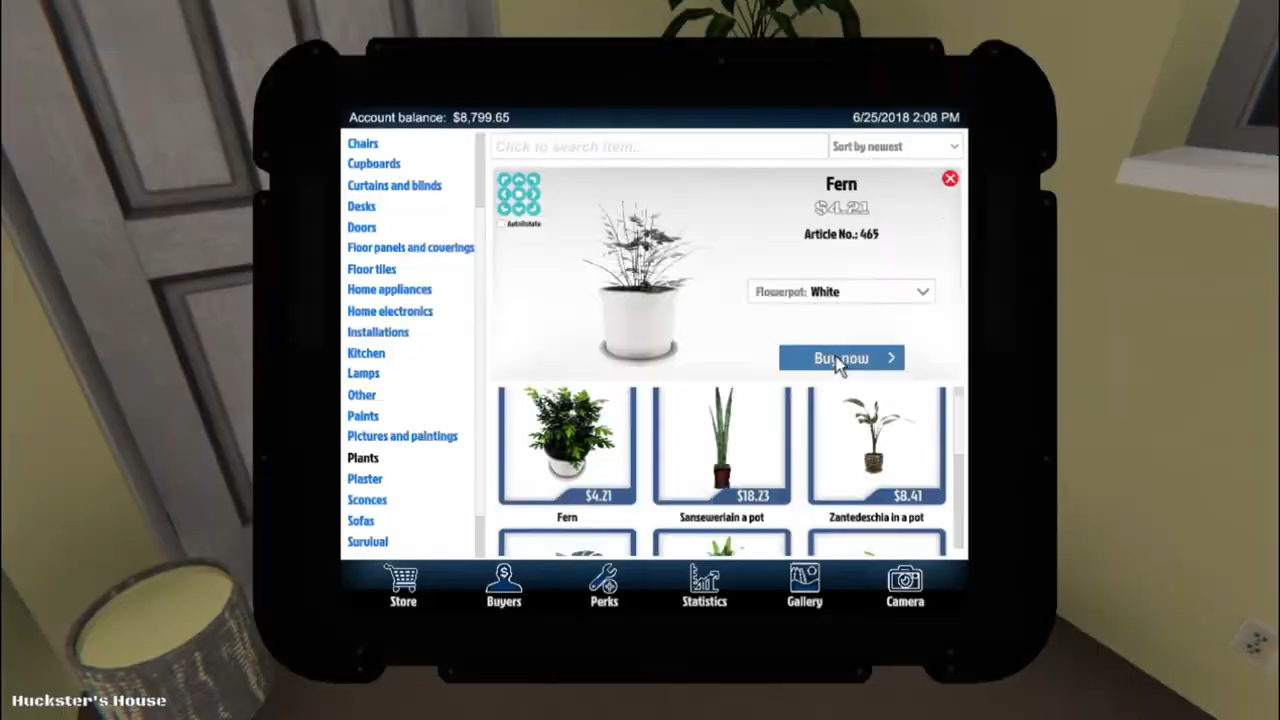 Account balance: $8,799.65
6/25/2018 2:08 PM
Chairs
Cupboards
Curtains and blinds
Desks
Doors
Floor panels and coverings
Floor tiles
Home appliances
Home electronics
Installations
Kitchen
Lamps
Other
Paints
Pictures and paintings
Plants
Plaster
Sconces
Sofas
Survival
Click to search item..
Sort by newest
AutoRotate
Fern
$4.21
Article No.: 465
Flowerpot: White
Buy now
$4.21
$18.23
$8.41
Fern
Sanseweria in a pot
Zantedeschia in a pot
Store
Buyers
Perks
Statistics
Gallery
Camera
Huckster's House